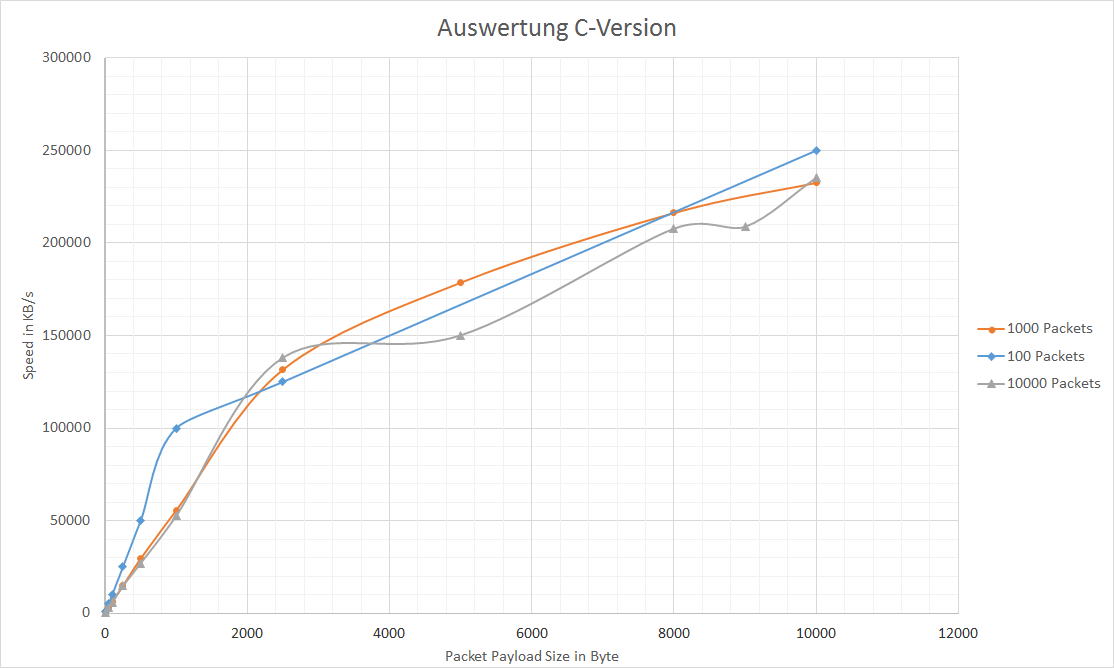 Auswertung C-Version
300000
250000
200000
150000
100000
50000
0
Speed in KB/s
0 2000 4000 6000 8000 10000 12000
Packet Payload Size in Byte
1000 Packets
100 Packets
10000 Packets